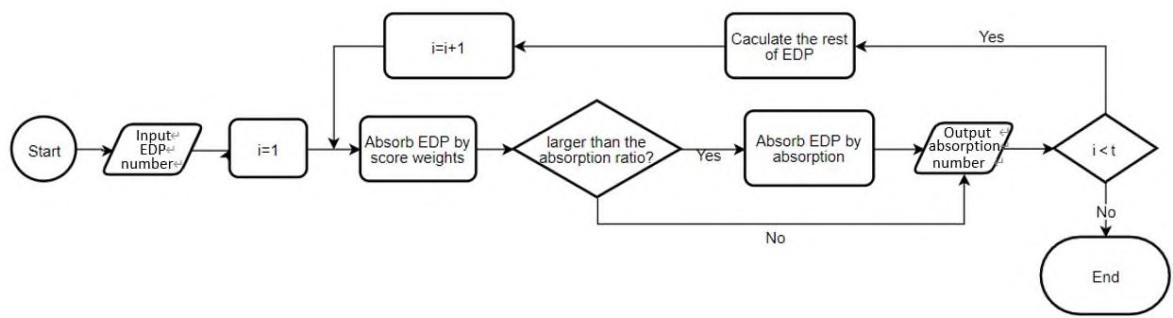 i=i+1
Caculate the rest
of EDP
Yes
Start
Input↵
EDP↵
number↵
i=1
Absorb EDP by
score weights
larger than the
absorption ratio?
Yes
Absorb EDP by
absorption
Output ↵
absorption↵
number
i<t
No
No
End